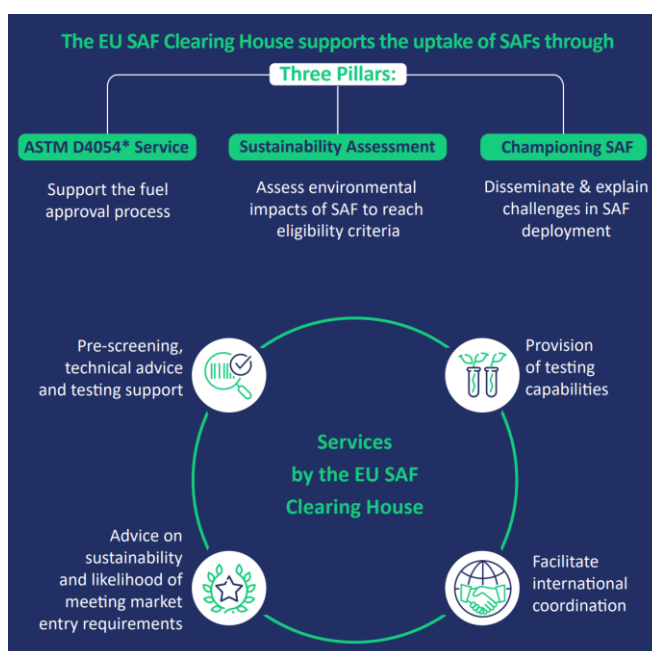 The EU SAF Clearing House supports the uptake of SAFs through
Three Pillars:
ASTM D4054* Service
Support the fuel
approval process
Sustainability Assessment
Assess environmental
impacts of SAF to reach
eligibility criteria
Championing SAF
Disseminate & explain
challenges in SAF
deployment
Pre-screening,
technical advice
and testing support
Provision
of testing
capabilities
Services
by the EU SAF
Clearing House
Advice on
sustainability
and likelihood of
meeting market
entry requirements
Facilitate
international
coordination